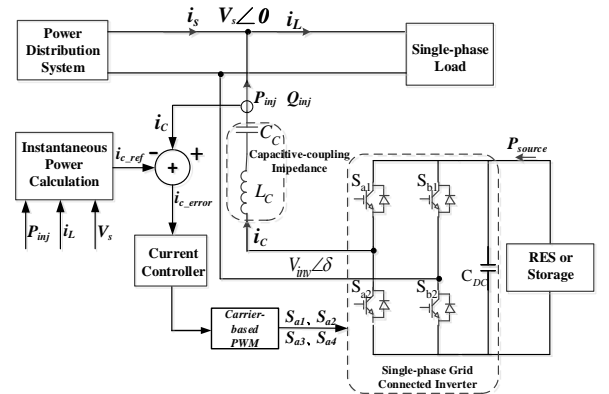 i_s
V_s∠0
i_L
Power
Distribution
System
Single-phase
Load
P_inj Q_inj
i_C
C_C
Capacitive-coupling
Impedance
L_C
i_C
Instantaneous
Power
Calculation
i_c_ref
-
+
+
i_c_error
P_inj
i_L
V_s
Current
Controller
Carrier-
based
PWM
S_a1、S_a2
S_a3、S_a4
V_inv∠δ
P_source
S_a1
S_b1
S_a2
S_b2
C_DC
RES or
Storage
Single-phase Grid
Connected Inverter